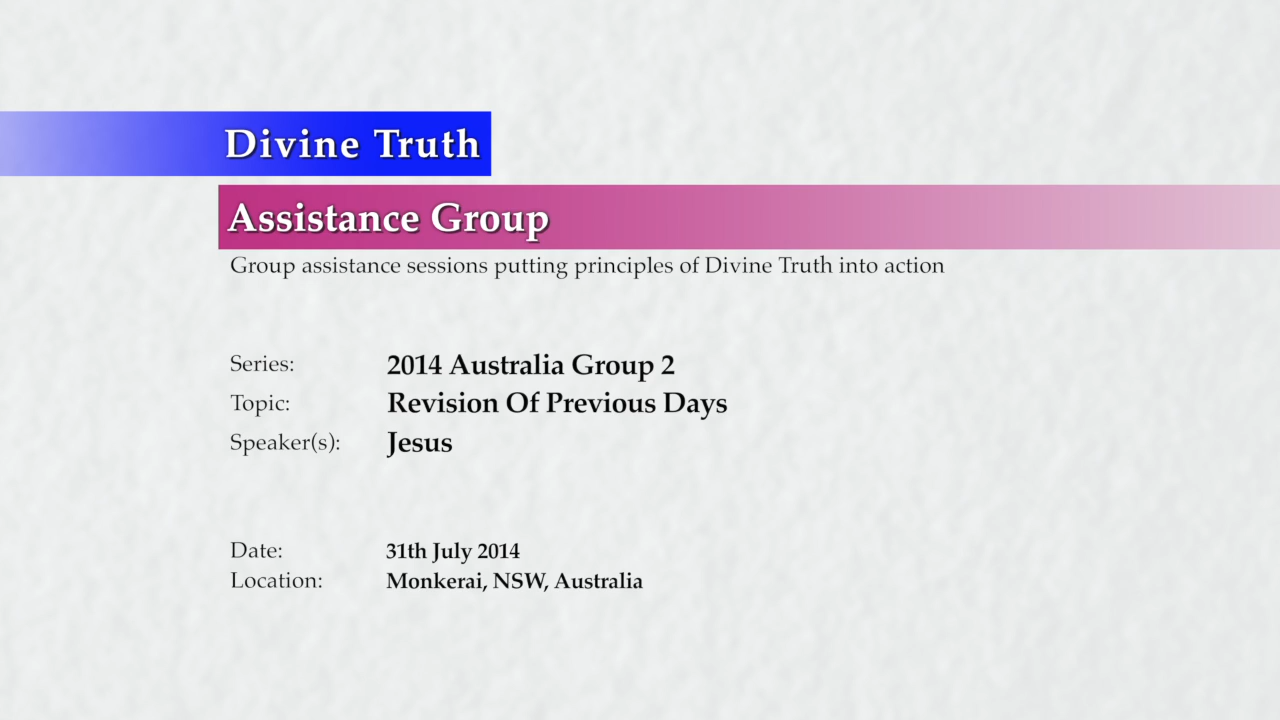 Divine Truth
Assistance Group
Group assistance sessions putting principles of Divine Truth into action
Series: 2014 Australia Group 2
Topic: Revision Of Previous Days
Speaker(s): Jesus
Date: 31th July 2014
Location: Monkerai, NSW, Australia